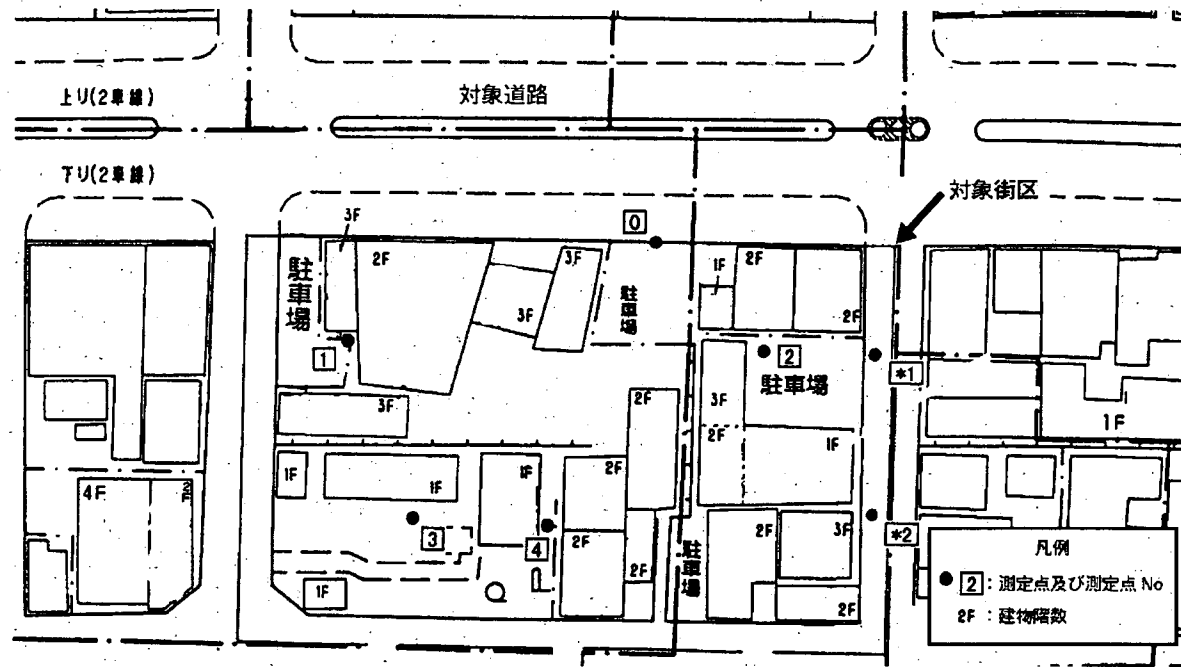 上り(2車線)
対象道路
下り(2車線)
対象街区
0
3F
2F
3F
3F
駐車場
駐車場
1F
2F
2F
1
2
*1
駐車場
3F
3F
2F
2F
1F
1F
1F
1F
1F
2F
4F
2F
3
4
2F
2F
駐車場
2F
3F
*2
1F
2F
凡例
2 : 測定点及び測定点 No
2F : 建物階数